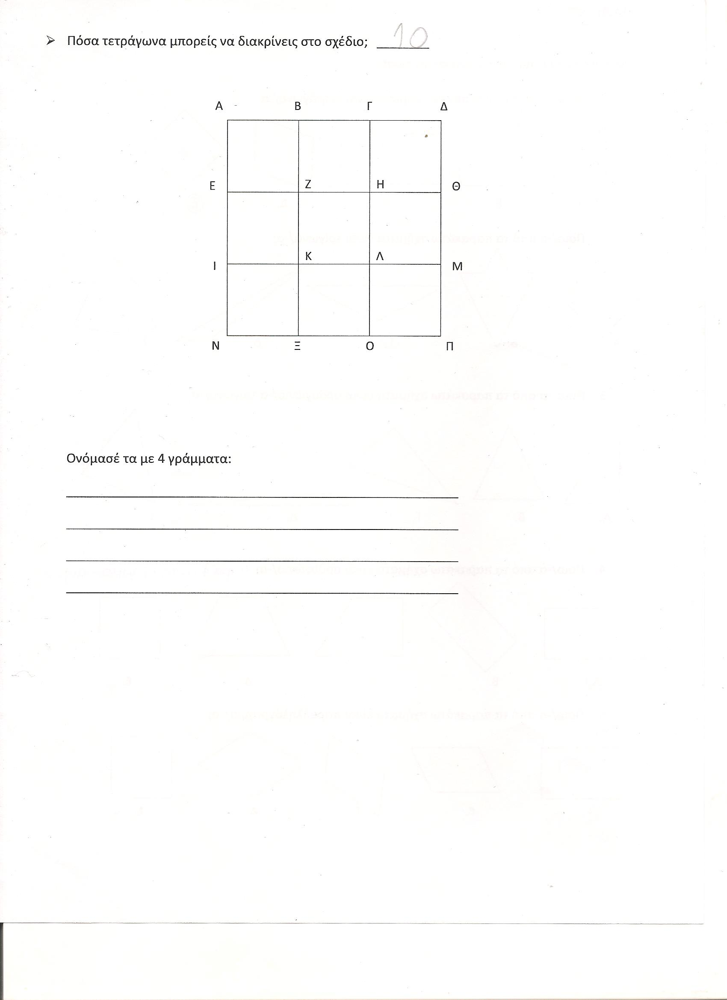 ➢ Πόσα τετράγωνα μπορείς να διακρίνεις στο σχέδιο; 10
Α Β Γ Δ
Ε Ζ Η Θ
Ι Κ Λ Μ
Ν Ξ Ο Π
Ονόμασέ τα με 4 γράμματα: